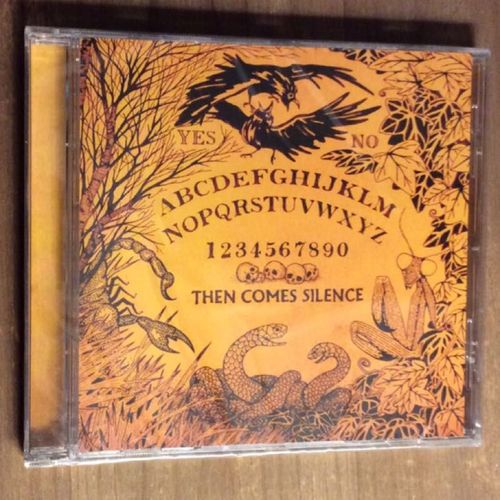 YES NO
ABCDEFGHIJKLM
NOPQRSTUVWXYZ
1234567890
THEN COMES SILENCE